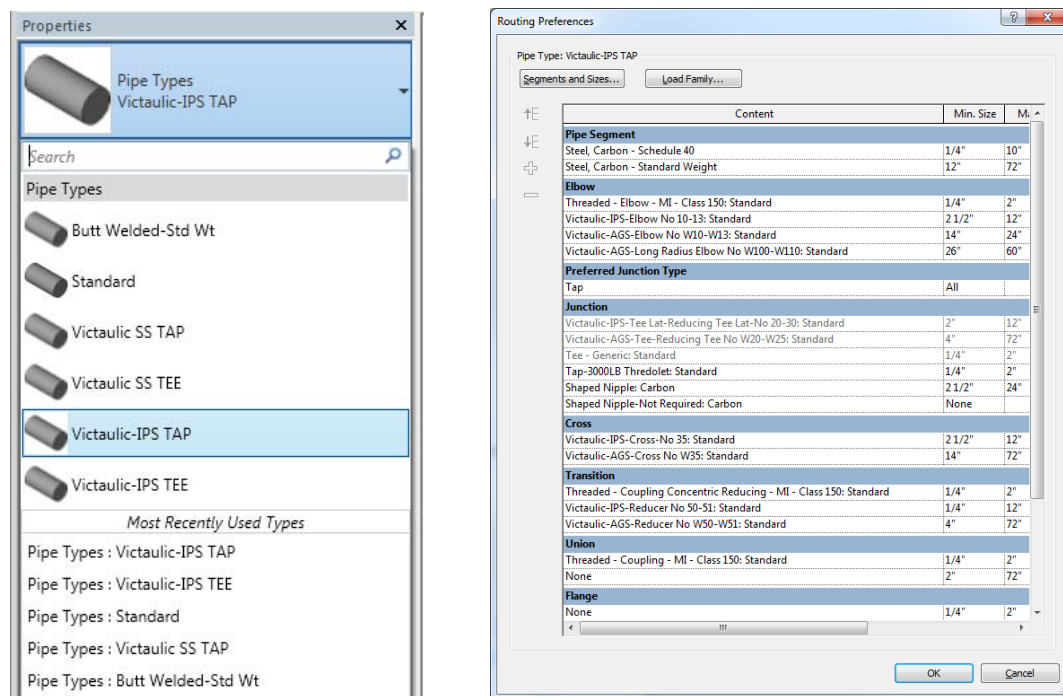 Properties
Pipe Types
Victaulic-IPS TAP
Search
Pipe Types
Butt Welded-Std Wt
Standard
Victaulic SS TAP
Victaulic SS TEE
Victaulic-IPS TAP
Victaulic-IPS TEE
Most Recently Used Types
Pipe Types : Victaulic-IPS TAP
Pipe Types : Victaulic-IPS TEE
Pipe Types : Standard
Pipe Types : Victaulic SS TAP
Pipe Types : Butt Welded-Std Wt
Routing Preferences
Pipe Type: Victaulic-IPS TAP
Segments and Sizes... Load Family...
Content Min. Size Ma
Pipe Segment
Steel, Carbon - Schedule 40 1/4" 10"
Steel, Carbon - Standard Weight 12" 72"
Elbow
Threaded - Elbow - MI - Class 150: Standard 1/4" 2"
Victaulic-IPS-Elbow No 10-13: Standard 2 1/2" 12"
Victaulic-AGS-Elbow No W10-W13: Standard 14" 24"
Victaulic-AGS-Long Radius Elbow No W100-W110: Standard 26" 60"
Preferred Junction Type
Tap All
Junction
Victaulic-IPS-Tee Lat-Reducing Tee Lat-No 20-30: Standard 2" 12"
Victaulic-AGS-Tee-Reducing Tee No W20-W25: Standard 4" 72"
Tee - Generic: Standard 1/4" 2"
Tap-3000LB Thredolet: Standard 1/4" 2"
Shaped Nipple: Carbon 2 1/2" 24"
Shaped Nipple-Not Required: Carbon None
Cross
Victaulic-IPS-Cross-No 35: Standard 2 1/2" 12"
Victaulic-AGS-Cross No W35: Standard 14" 72"
Transition
Threaded - Coupling Concentric Reducing - MI - Class 150: Standard 1/4" 2"
Victaulic-IPS-Reducer No 50-51: Standard 1/4" 12"
Victaulic-AGS-Reducer No W50-W51: Standard 4" 72"
Union
Threaded - Coupling - MI - Class 150: Standard 1/4" 2"
None 2" 72"
Flange
None 1/4" 2"
OK Cancel